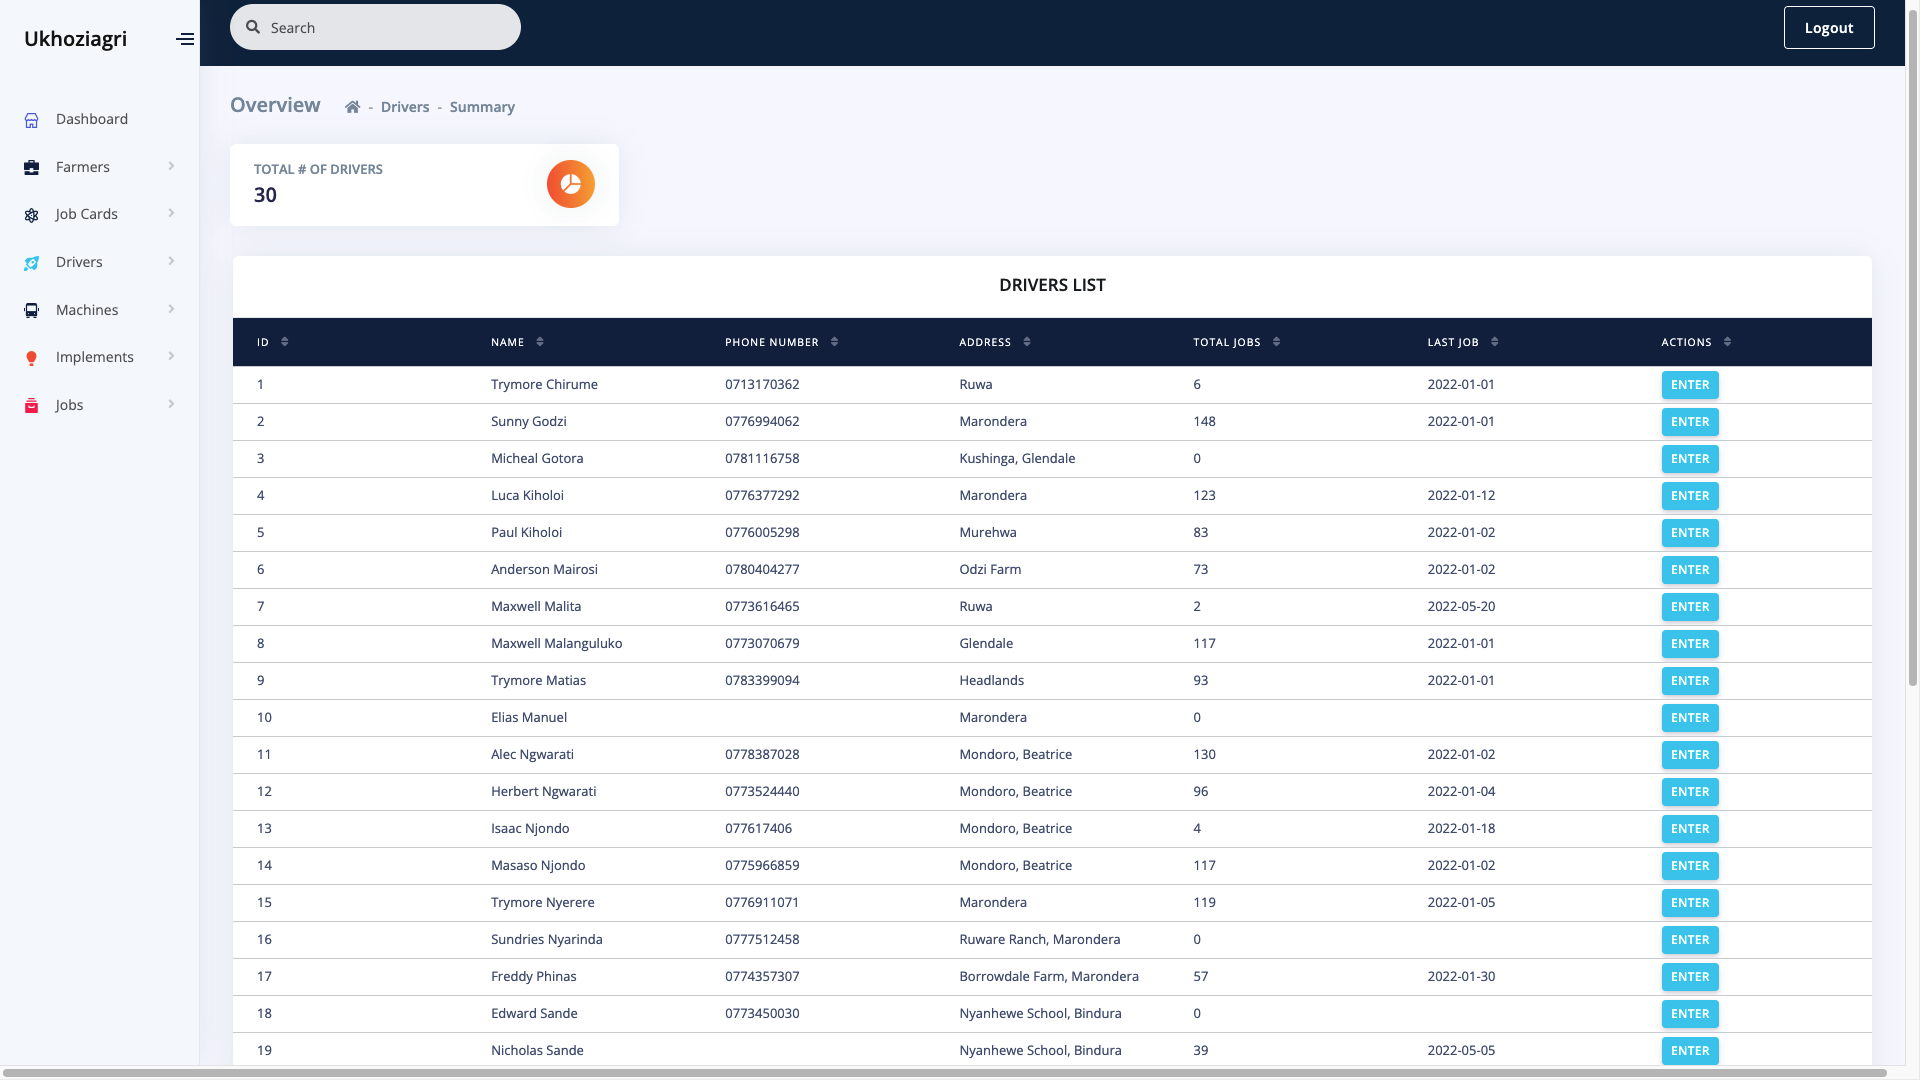 Ukhoziagri
Search
Logout
Dashboard
Farmers
Job Cards
Drivers
Machines
Implements
Jobs
Overview - Drivers - Summary
TOTAL # OF DRIVERS
30
DRIVERS LIST
ID NAME PHONE NUMBER ADDRESS TOTAL JOBS LAST JOB ACTIONS
1 Trymore Chirume 0713170362 Ruwa 6 2022-01-01 ENTER
2 Sunny Godzi 0776994062 Marondera 148 2022-01-01 ENTER
3 Micheal Gotora 0781116758 Kushinga, Glendale 0 ENTER
4 Luca Kiholoi 0776377292 Marondera 123 2022-01-12 ENTER
5 Paul Kiholoi 0776005298 Murehwa 83 2022-01-02 ENTER
6 Anderson Mairosi 0780404277 Odzi Farm 73 2022-01-02 ENTER
7 Maxwell Malita 0773616465 Ruwa 2 2022-05-20 ENTER
8 Maxwell Malanguluko 0773070679 Glendale 117 2022-01-01 ENTER
9 Trymore Matias 0783399094 Headlands 93 2022-01-01 ENTER
10 Elias Manuel Marondera 0 ENTER
11 Alec Ngwarati 0778387028 Mondoro, Beatrice 130 2022-01-02 ENTER
12 Herbert Ngwarati 0773524440 Mondoro, Beatrice 96 2022-01-04 ENTER
13 Isaac Njondo 077617406 Mondoro, Beatrice 4 2022-01-18 ENTER
14 Masaso Njondo 0775966859 Mondoro, Beatrice 117 2022-01-02 ENTER
15 Trymore Nyerere 0776911071 Marondera 119 2022-01-05 ENTER
16 Sundries Nyarinda 0777512458 Ruware Ranch, Marondera 0 ENTER
17 Freddy Phinas 0774357307 Borrowdale Farm, Marondera 57 2022-01-30 ENTER
18 Edward Sande 0773450030 Nyanhewe School, Bindura 0 ENTER
19 Nicholas Sande Nyanhewe School, Bindura 39 2022-05-05 ENTER